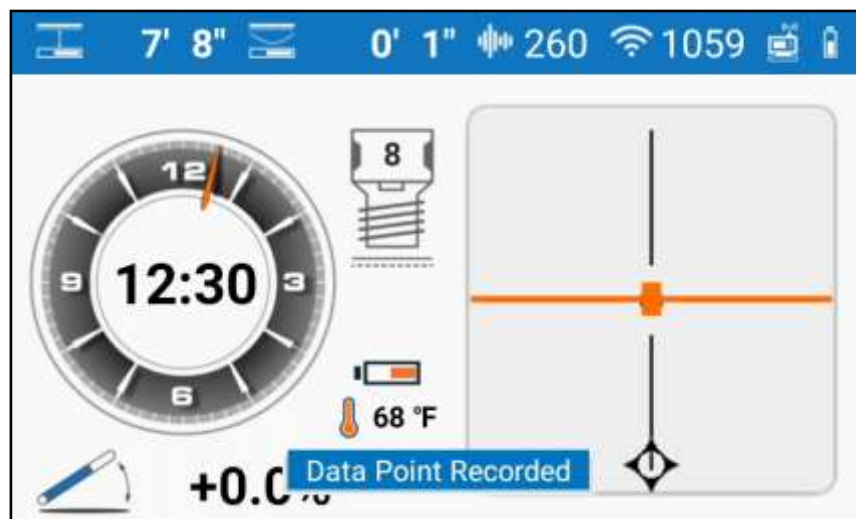 7' 8" 0' 1" 260 1059
12
8
12:30
9
3
6
68 °F
+0.0%
Data Point Recorded